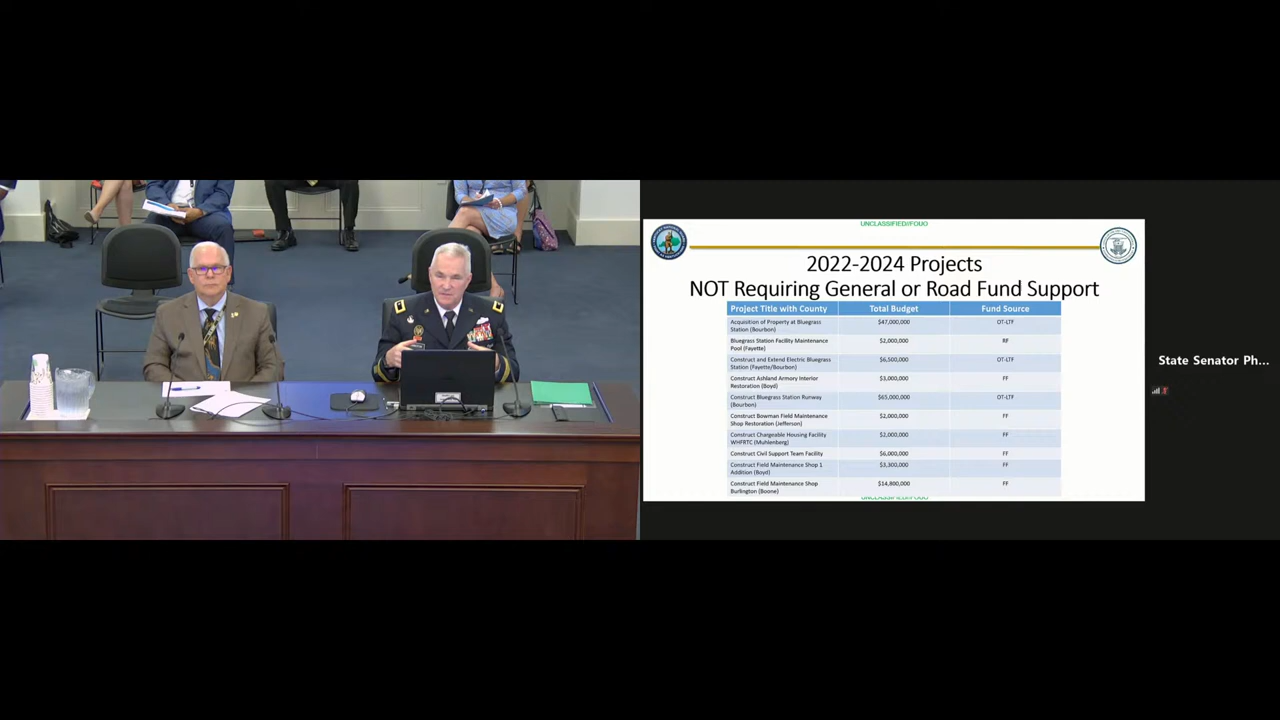 UNCLASSIFIED//FOUO
2022-2024 Projects
NOT Requiring General or Road Fund Support
Project Title with County Total Budget Fund Source
Acquisition of Property at Bluegrass
Station (Bourbon) $47,000,000 OT-LTF
Bluegrass Station Facility Maintenance
Pool (Fayette) $2,000,000 RF
Construct and Extend Electric Bluegrass
Station (Fayette/Bourbon) $6,500,000 OT-LTF
Construct Ashland Armory Interior
Restoration (Boyd) $3,000,000 FF
Construct Bluegrass Station Runway
(Bourbon) $65,000,000 OT-LTF
Construct Bowman Field Maintenance
Shop Restoration (Jefferson) $2,000,000 FF
Construct Chargeable Housing Facility
WHFRTC (Muhlenberg) $2,000,000 FF
Construct Civil Support Team Facility $6,000,000 FF
Construct Field Maintenance Shop 1
Addition (Boyd) $3,300,000 FF
Construct Field Maintenance Shop
Burlington (Boone) $14,800,000 FF
UNCLASSIFIED//FOUO
State Senator Ph...